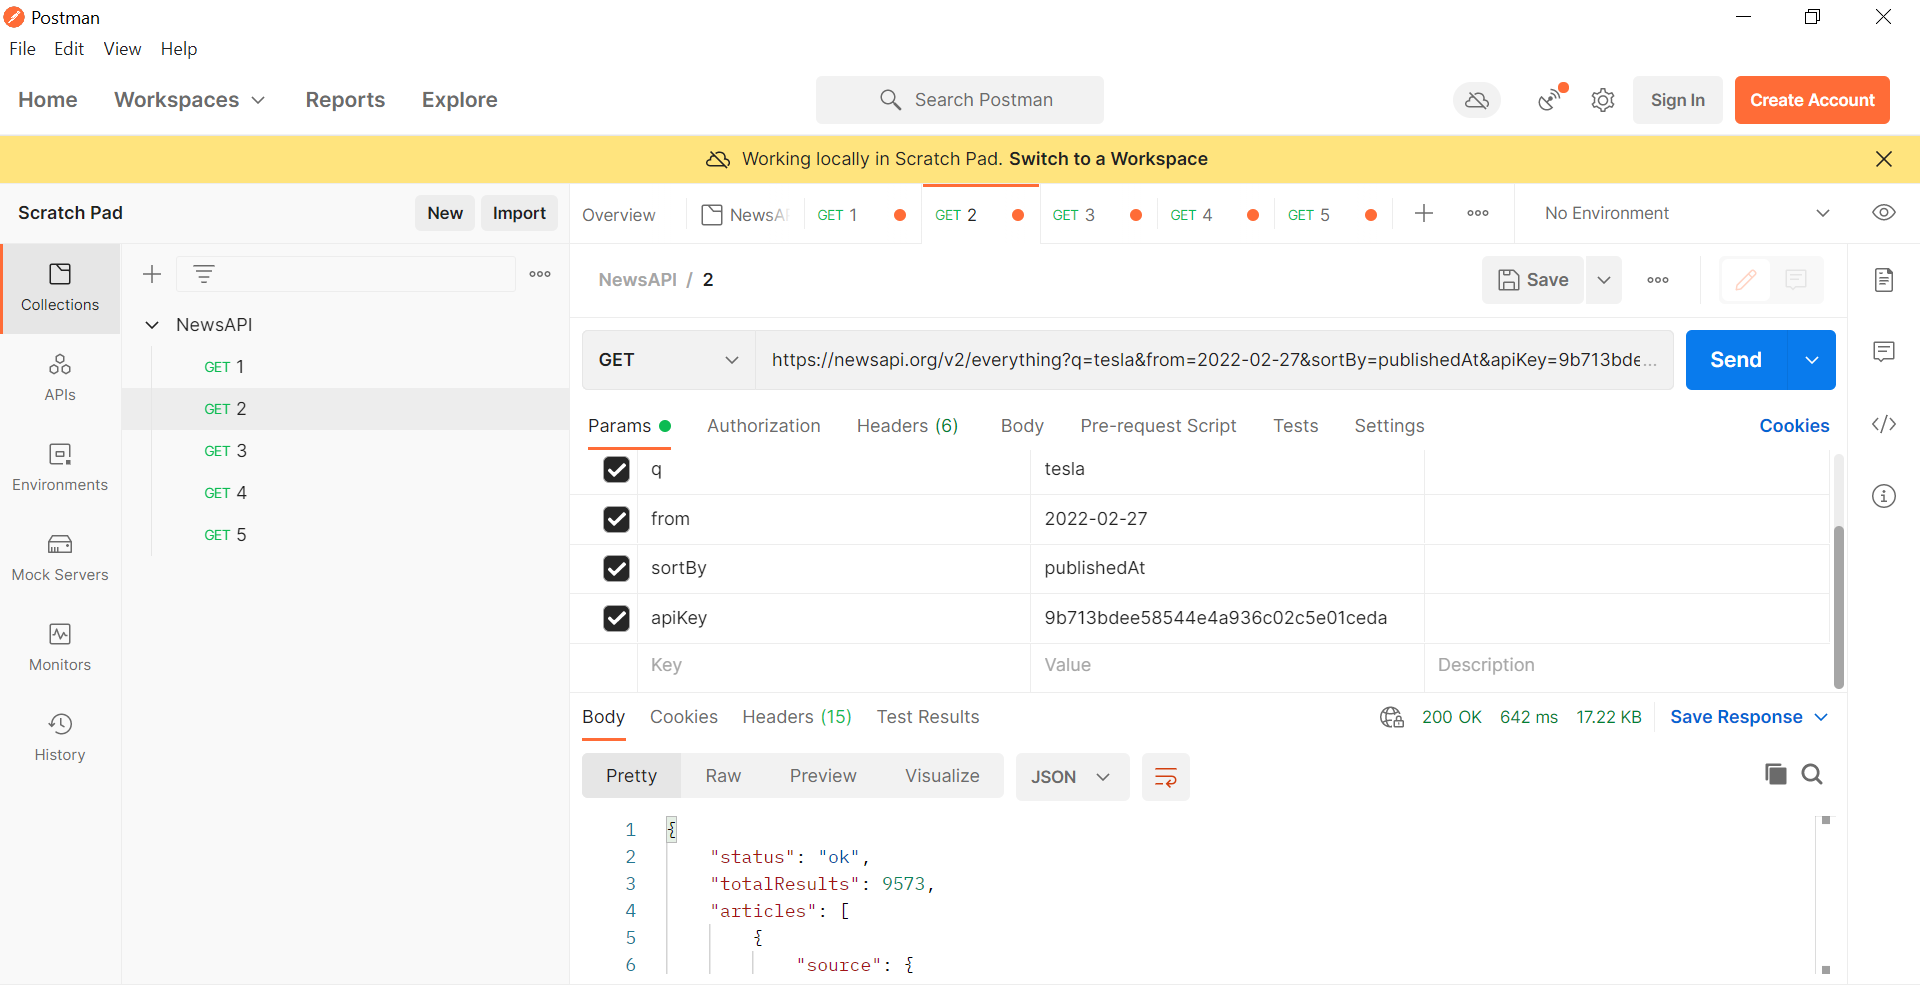 Postman
File Edit View Help
Home Workspaces Reports Explore Search Postman Sign In Create Account
Working locally in Scratch Pad. Switch to a Workspace
Scratch Pad New Import Overview NewsAP GET 1 GET 2 GET 3 GET 4 GET 5 No Environment
Collections
APIs
Environments
Mock Servers
Monitors
History
NewsAPI
GET 1
GET 2
GET 3
GET 4
GET 5
NewsAPI / 2 Save
GET https://newsapi.org/v2/everything?q=tesla&from=2022-02-27&sortBy=publishedAt&apiKey=9b713bde... Send
Params Authorization Headers (6) Body Pre-request Script Tests Settings Cookies
q tesla
from 2022-02-27
sortBy publishedAt
apiKey 9b713bdee58544e4a936c02c5e01ceda
Key Value Description
Body Cookies Headers (15) Test Results 200 OK 642 ms 17.22 KB Save Response
Pretty Raw Preview Visualize JSON
1 {
2 "status": "ok",
3 "totalResults": 9573,
4 "articles": [
5 {
6 "source": {